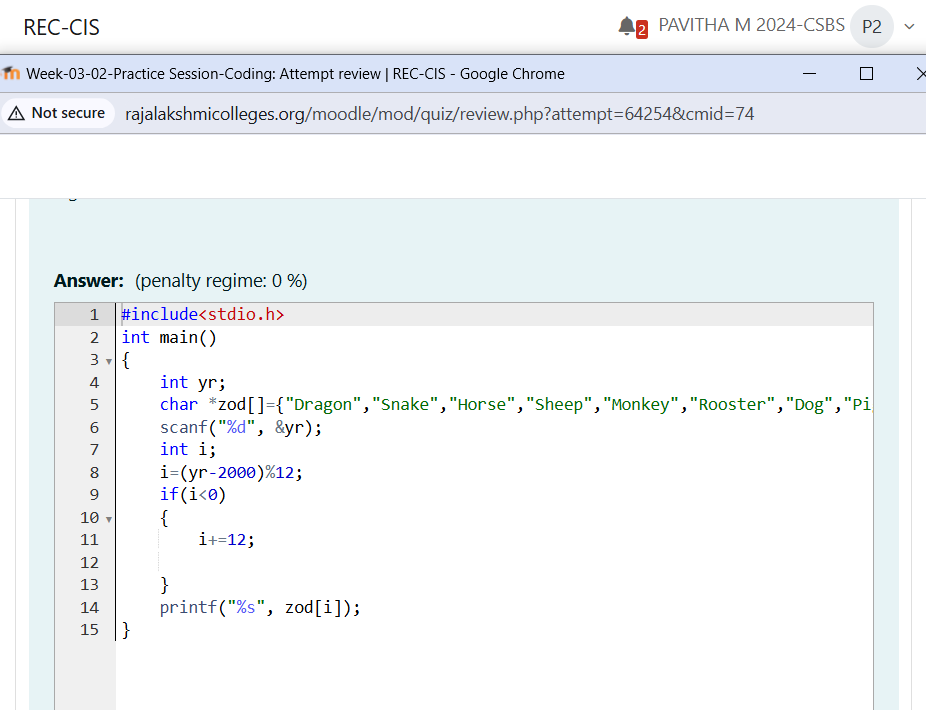 REC-CIS
2 PAVITHA M 2024-CSBS P2
Week-03-02-Practice Session-Coding: Attempt review | REC-CIS - Google Chrome
Not secure rajalakshmicolleges.org/moodle/mod/quiz/review.php?attempt=64254&cmid=74
Answer: (penalty regime: 0 %)
1 #include<stdio.h>
2 int main()
3 {
4 int yr;
5 char *zod[]={"Dragon","Snake","Horse","Sheep","Monkey","Rooster","Dog","Pi
6 scanf("%d", &yr);
7 int i;
8 i=(yr-2000)%12;
9 if(i<0)
10 {
11 i+=12;
12
13 }
14 printf("%s", zod[i]);
15 }